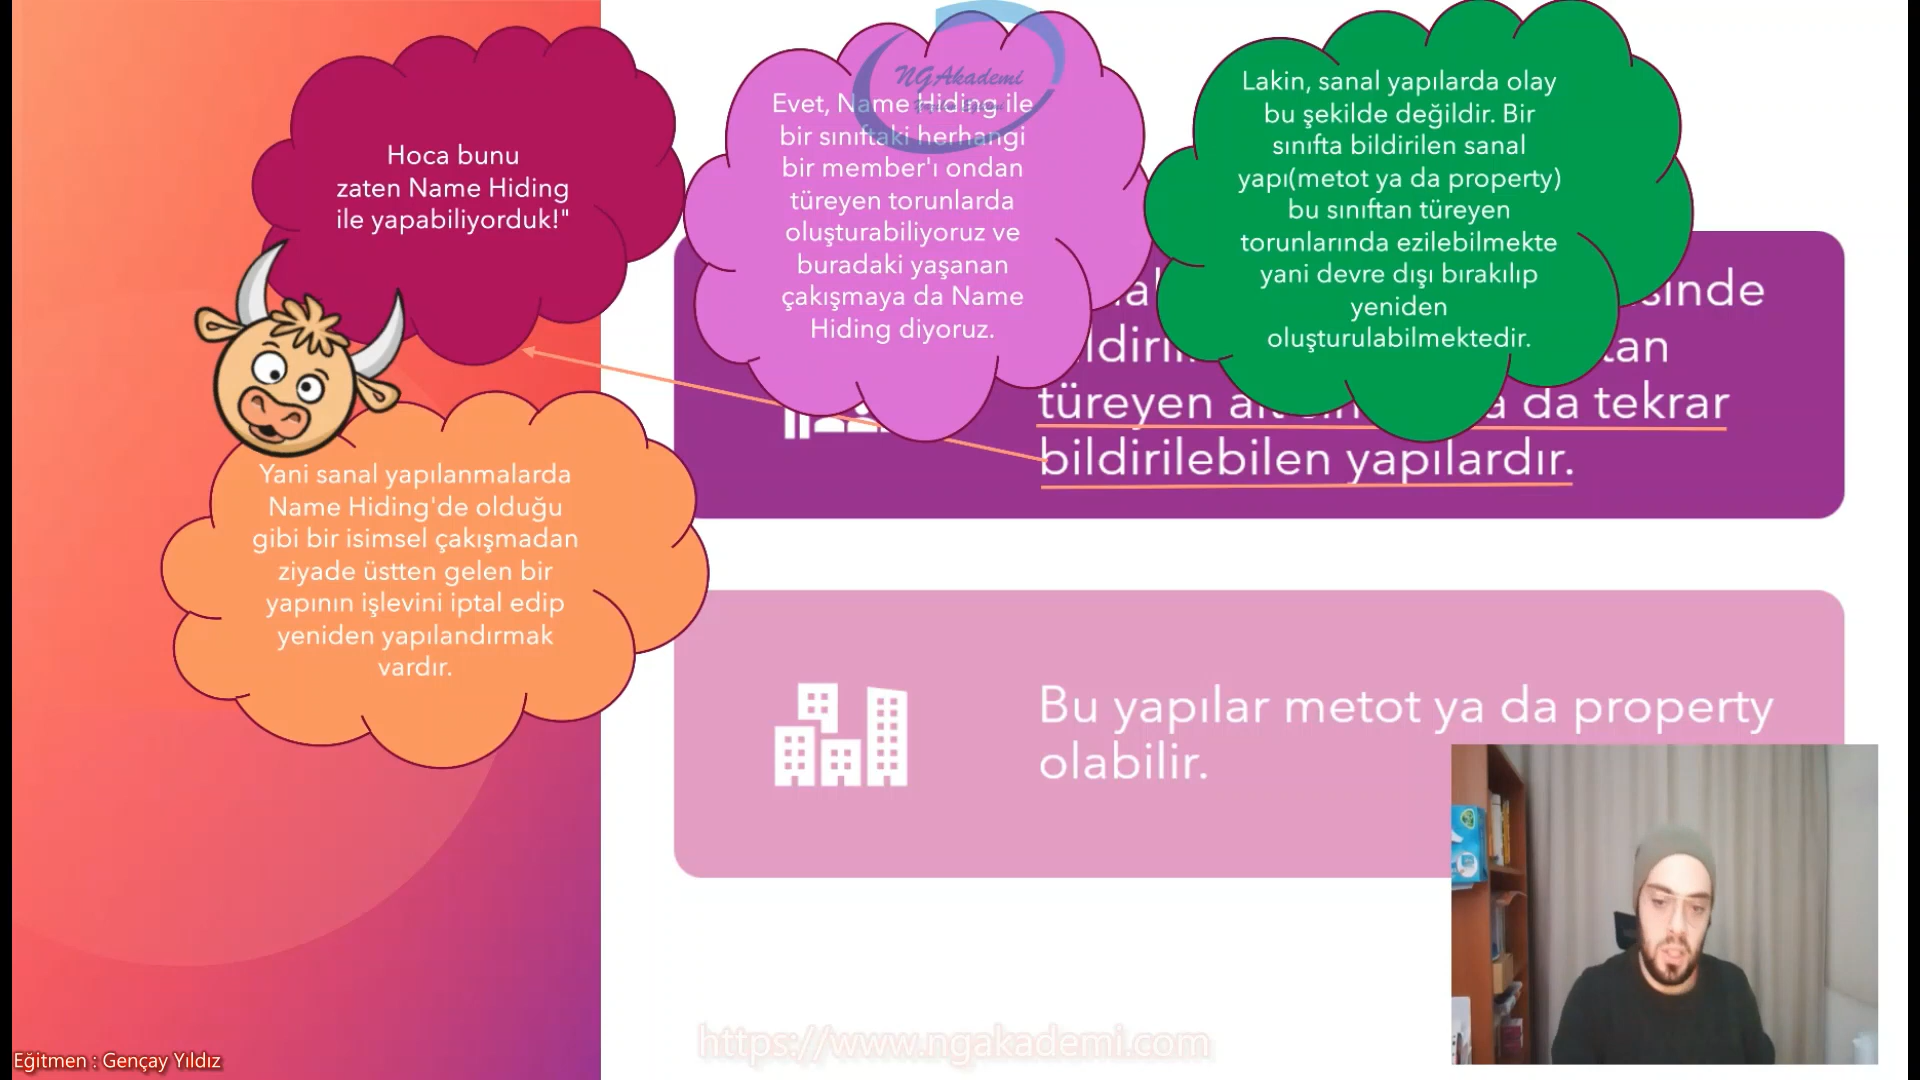 Hoca bunu
zaten Name Hiding
ile yapabiliyorduk!"
NGAkademi
Evet, Name Hiding ile
bir sınıftaki herhangi
bir member'ı ondan
türeyen torunlarda
oluşturabiliyoruz ve
buradaki yaşanan
çakışmaya da Name
Hiding diyoruz.
Lakin, sanal yapılarda olay
bu şekilde değildir. Bir
sınıfta bildirilen sanal
yapı(metot ya da property)
bu sınıftan türeyen
torunlarında ezilebilmekte
yani devre dışı bırakılıp
yeniden
oluşturulabilmektedir.
türeyen da tekrar
bildirilebilen yapılardır.
Yani sanal yapılanmalarda
Name Hiding'de olduğu
gibi bir isimsel çakışmadan
ziyade üstten gelen bir
yapının işlevini iptal edip
yeniden yapılandırmak
vardır.
Bu yapılar metot ya da property
olabilir.
https://www.ngakademi.com
Eğitmen : Gençay Yıldız